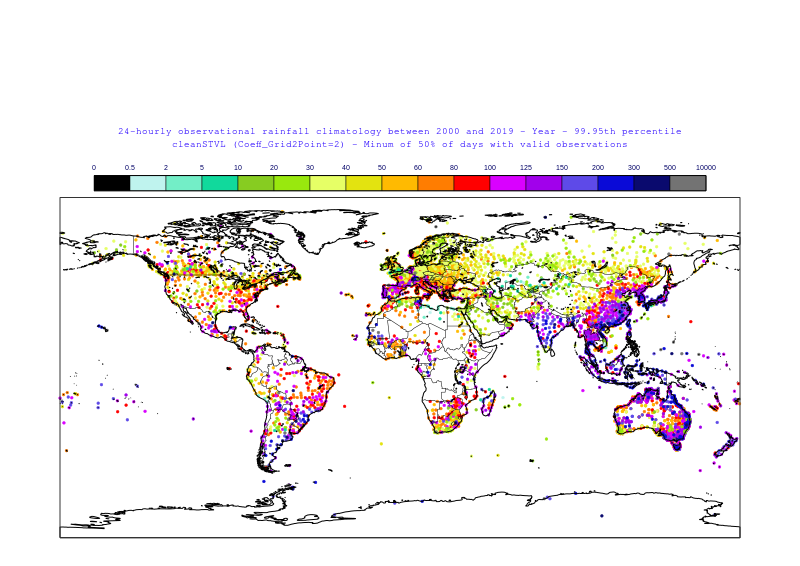 24-hourly observational rainfall climatology between 2000 and 2019 - Year - 99.95th percentile
cleanSTVL (Coeff_Grid2Point=2) - Minum of 50% of days with valid observations
0 0.5 2 5 10 20 30 40 50 60 80 100 125 150 200 300 500 10000